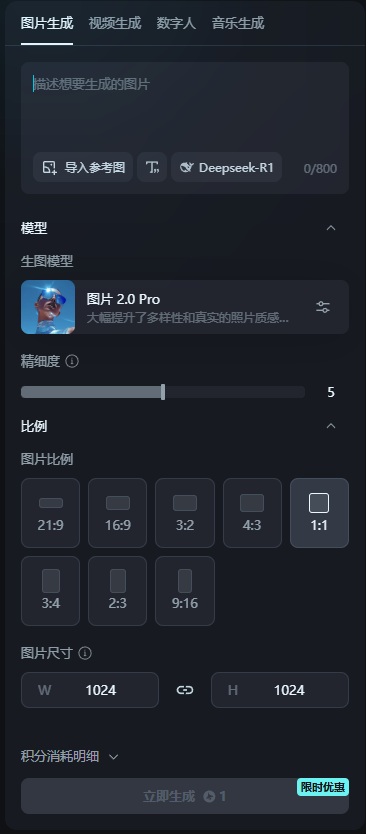 图片生成 视频生成 数字人 音乐生成
描述想要生成的图片
导入参考图 T Deepseek-R1 0/800
模型
生图模型
图片 2.0 Pro
大幅提升了多样性和真实的照片质感...
精细度
5
比例
图片比例
21:9 16:9 3:2 4:3 1:1
3:4 2:3 9:16
图片尺寸
W 1024 H 1024
积分消耗明细
限时优惠
立即生成 1